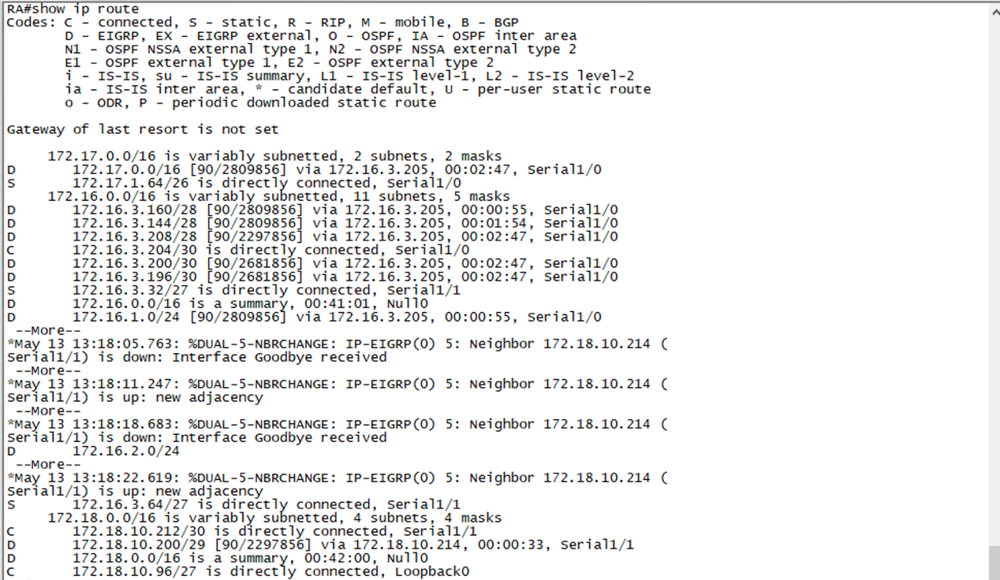 RA#show ip route
Codes: C - connected, S - static, R - RIP, M - mobile, B - BGP
       D - EIGRP, EX - EIGRP external, O - OSPF, IA - OSPF inter area
       N1 - OSPF NSSA external type 1, N2 - OSPF NSSA external type 2
       E1 - OSPF external type 1, E2 - OSPF external type 2
       i - IS-IS, su - IS-IS summary, L1 - IS-IS level-1, L2 - IS-IS level-2
       ia - IS-IS inter area, * - candidate default, U - per-user static route
       o - ODR, P - periodic downloaded static route
Gateway of last resort is not set
     172.17.0.0/16 is variably subnetted, 2 subnets, 2 masks
D       172.17.0.0/16 [90/2809856] via 172.16.3.205, 00:02:47, Serial1/0
S       172.17.1.64/26 is directly connected, Serial1/0
     172.16.0.0/16 is variably subnetted, 11 subnets, 5 masks
D       172.16.3.160/28 [90/2809856] via 172.16.3.205, 00:00:55, Serial1/0
D       172.16.3.144/28 [90/2809856] via 172.16.3.205, 00:01:54, Serial1/0
D       172.16.3.208/28 [90/2297856] via 172.16.3.205, 00:02:47, Serial1/0
C       172.16.3.204/30 is directly connected, Serial1/0
D       172.16.3.200/30 [90/2681856] via 172.16.3.205, 00:02:47, Serial1/0
D       172.16.3.196/30 [90/2681856] via 172.16.3.205, 00:02:47, Serial1/0
S       172.16.3.32/27 is directly connected, Serial1/1
D       172.16.0.0/16 is a summary, 00:41:01, Null0
D       172.16.1.0/24 [90/2809856] via 172.16.3.205, 00:00:55, Serial1/0
 --More--
*May 13 13:18:05.763: %DUAL-5-NBRCHANGE: IP-EIGRP(0) 5: Neighbor 172.18.10.214 (
Serial1/1) is down: Interface Goodbye received
 --More--
*May 13 13:18:11.247: %DUAL-5-NBRCHANGE: IP-EIGRP(0) 5: Neighbor 172.18.10.214 (
Serial1/1) is up: new adjacency
 --More--
*May 13 13:18:18.683: %DUAL-5-NBRCHANGE: IP-EIGRP(0) 5: Neighbor 172.18.10.214 (
Serial1/1) is down: Interface Goodbye received
D       172.16.2.0/24
 --More--
*May 13 13:18:22.619: %DUAL-5-NBRCHANGE: IP-EIGRP(0) 5: Neighbor 172.18.10.214 (
Serial1/1) is up: new adjacency
S       172.16.3.64/27 is directly connected, Serial1/1
     172.18.0.0/16 is variably subnetted, 4 subnets, 4 masks
C       172.18.10.212/30 is directly connected, Serial1/1
D       172.18.10.200/29 [90/2297856] via 172.18.10.214, 00:00:33, Serial1/1
D       172.18.0.0/16 is a summary, 00:42:00, Null0
C       172.18.10.96/27 is directly connected, Loopback0